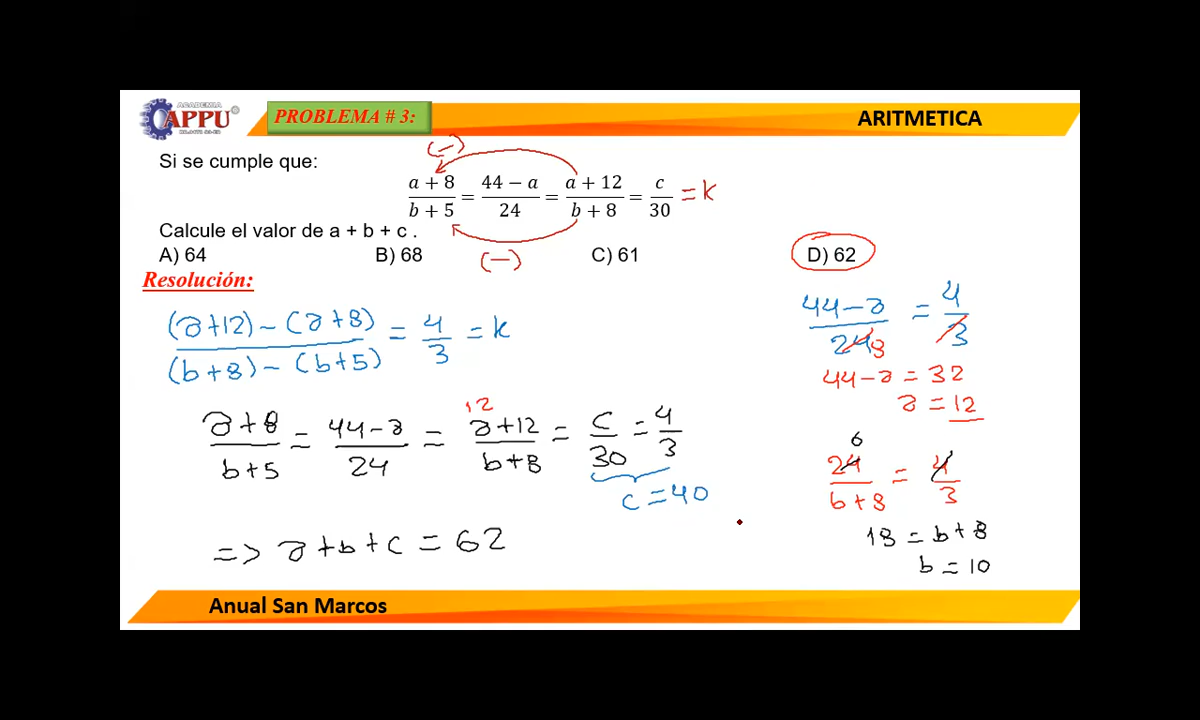 ACADEMIA
APPU
PROBLEMA # 3:
ARITMETICA
Si se cumple que:
(−)
a + 8 / b + 5 = 44 − a / 24 = a + 12 / b + 8 = c / 30 = k
Calcule el valor de a + b + c .
(−)
A) 64 B) 68 C) 61 D) 62
Resolución:
(a+12) − (a+8) / (b+8) − (b+5) = 4 / 3 = k
12
a+8 / b+5 = 44−a / 24 = a+12 / b+8 = c / 30 = 4 / 3
c = 40
=> a+b+c = 62
44−a / 24 8 = 4 / 3
44−a = 32
a = 12
6
24 / b+8 = 4 1 / 3
18 = b+8
b = 10
Anual San Marcos